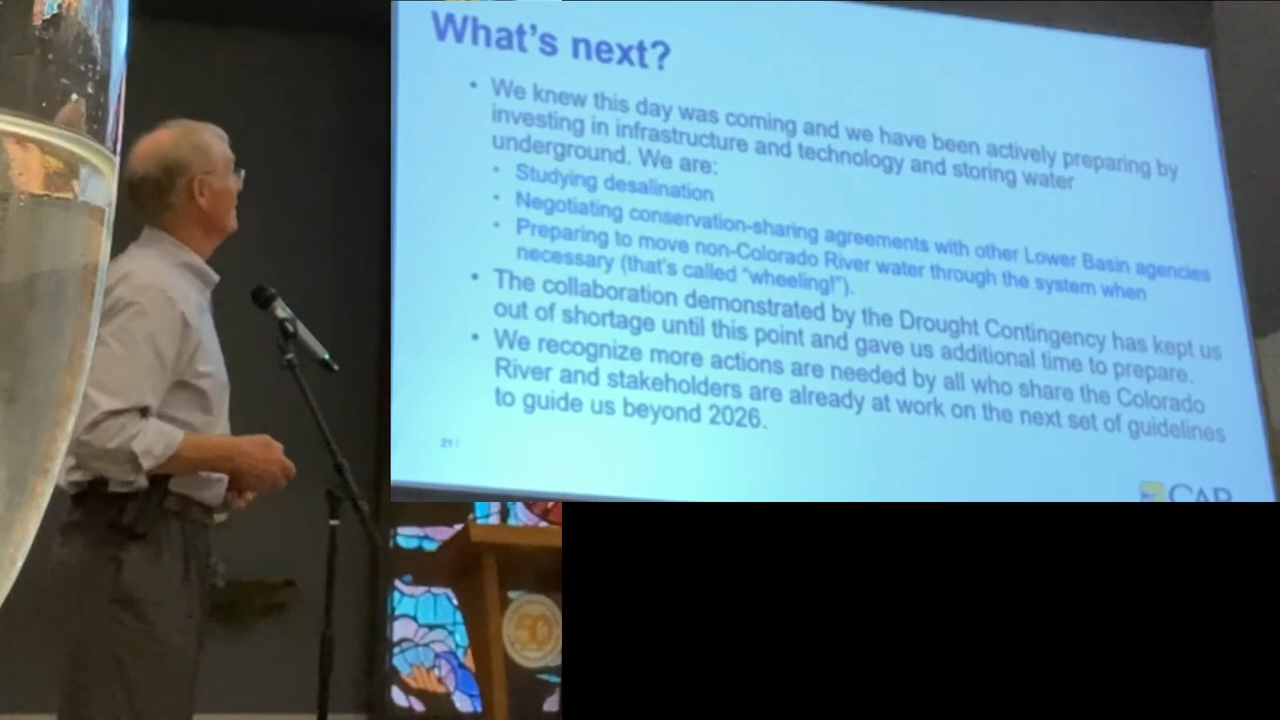 What's next?
• We knew this day was coming and we have been actively preparing by
investing in infrastructure and technology and storing water
underground. We are:
• Studying desalination
• Negotiating conservation-sharing agreements with other Lower Basin agencies
• Preparing to move non-Colorado River water through the system when
necessary (that's called "wheeling!").
• The collaboration demonstrated by the Drought Contingency has kept us
out of shortage until this point and gave us additional time to prepare.
• We recognize more actions are needed by all who share the Colorado
River and stakeholders are already at work on the next set of guidelines
to guide us beyond 2026.
21 |
CAP
50